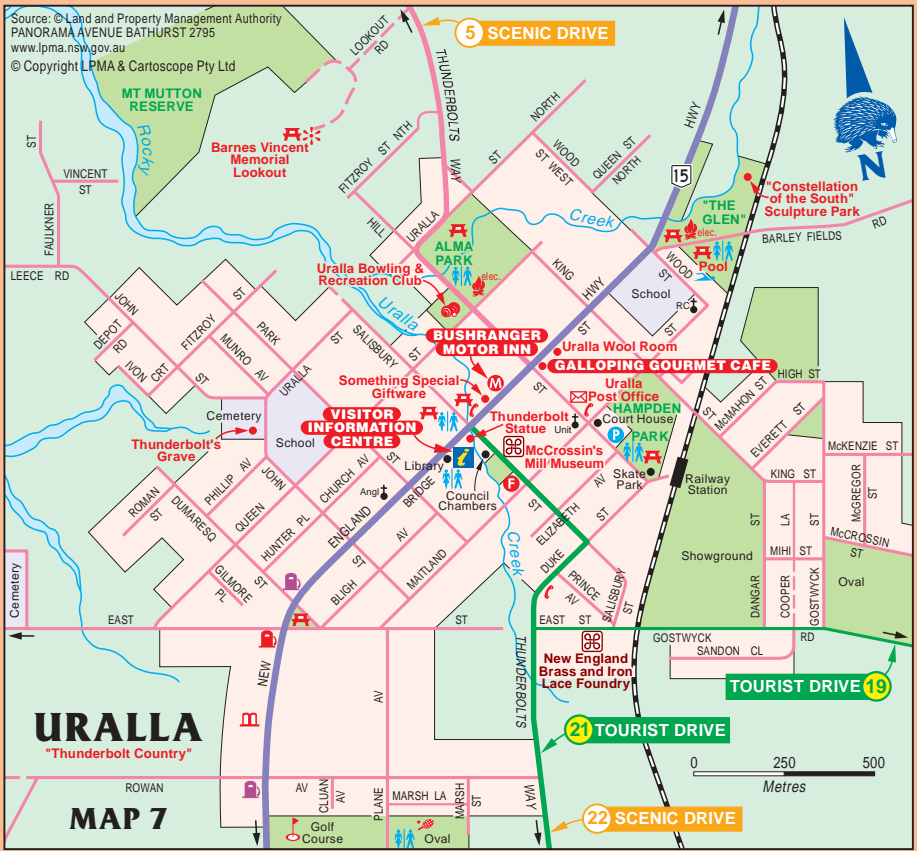 Source: © Land and Property Management Authority
PANORAMA AVENUE BATHURST 2795
www.lpma.nsw.gov.au
© Copyright LPMA & Cartoscope Pty Ltd
5 SCENIC DRIVE
LOOKOUT
RD
THUNDERBOLTS
WAY
MT MUTTON
RESERVE
Rocky
Barnes Vincent
Memorial
Lookout
FITZROY ST NTH
NORTH
ST
WOOD
ST WEST
QUEEN ST
NORTH
HWY
15
ST
VINCENT
ST
FAULKNER
HILL
URALLA
Creek
"THE
GLEN"
elec.
"Constellation
of the South"
Sculpture Park
BARLEY FIELDS
RD
N
ALMA
PARK
elec.
Pool
WOOD
ST
School
RC
ST
LEECE RD
Uralla Bowling &
Recreation Club
KING
HWY
ST
JOHN
DEPOT
RD
FITZROY
ST
PARK
MUNRO
AV
IVON
CRT
ST
ST
SALISBURY
ST
Uralla
BUSHRANGER
MOTOR INN
M
Uralla Wool Room
GALLOPING GOURMET CAFE
URALLA
Something Special
Giftware
ST
Uralla
Post Office
HAMPDEN
PARK
HIGH ST
Cemetery
Thunderbolt's
Grave
School
VISITOR
INFORMATION
CENTRE
Thunderbolt
Statue
Unit
Court House
P
ST
McMAHON ST
EVERETT
ST
McKENZIE ST
Library
i
McCrossin's
Mill Museum
Skate
Park
Railway
Station
KING ST
McGREGOR
ST
ROMAN
ST
DUMARESQ
PHILLIP
AV
JOHN
QUEEN
CHURCH AV
ST
Angl
BRIDGE
Council
Chambers
F
ST
AV
ELIZABETH
ST
ST
LA
ST
McCROSSIN
ST
HUNTER PL
ENGLAND
AV
ST
Creek
DUKE
Showground
MIHI ST
Oval
Cemetery
GILMORE
PL
ST
BLIGH
MAITLAND
PRINCE
AV
SALISBURY
ST
DANGAR
COOPER
GOSTWYCK
EAST
ST
EAST ST
GOSTWYCK
RD
SANDON CL
NEW
AV
THUNDERBOLTS
New England
Brass and Iron
Lace Foundry
TOURIST DRIVE 19
URALLA
"Thunderbolt Country"
21 TOURIST DRIVE
0 250 500
Metres
ROWAN
AV
CLUAN
AV
PLANE
MARSH LA
MARSH
ST
WAY
MAP 7
Golf
Course
Oval
22 SCENIC DRIVE